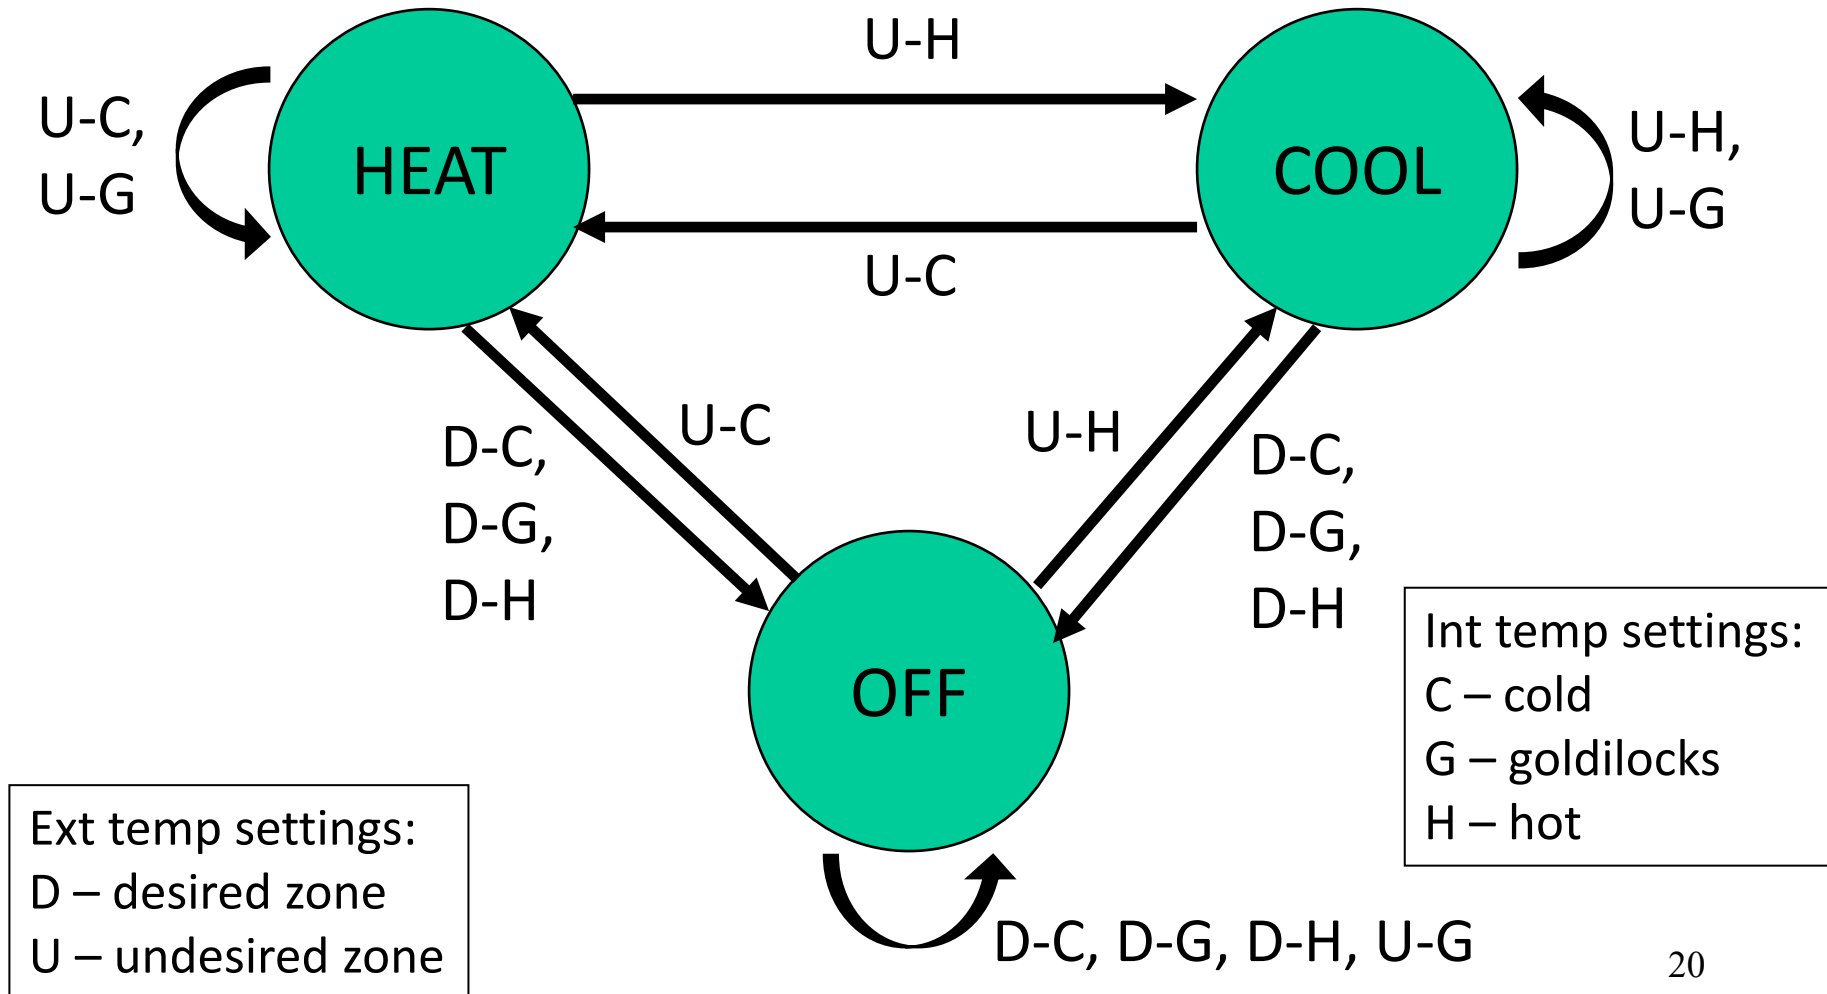 U-H
U-C,
U-G
HEAT
COOL
U-H,
U-G
U-C
U-C
D-C,
D-G,
D-H
U-H
D-C,
D-G,
D-H
OFF
Int temp settings:
C – cold
G – goldilocks
H – hot
Ext temp settings:
D – desired zone
U – undesired zone
D-C, D-G, D-H, U-G
20